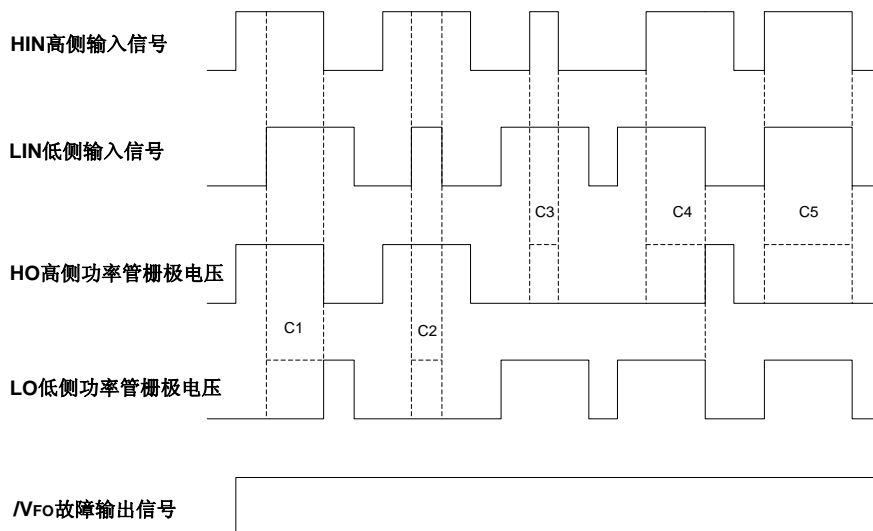 HIN高侧输入信号
LIN低侧输入信号
C3
C4
C5
HO高侧功率管栅极电压
C1
C2
LO低侧功率管栅极电压
/VFO故障输出信号